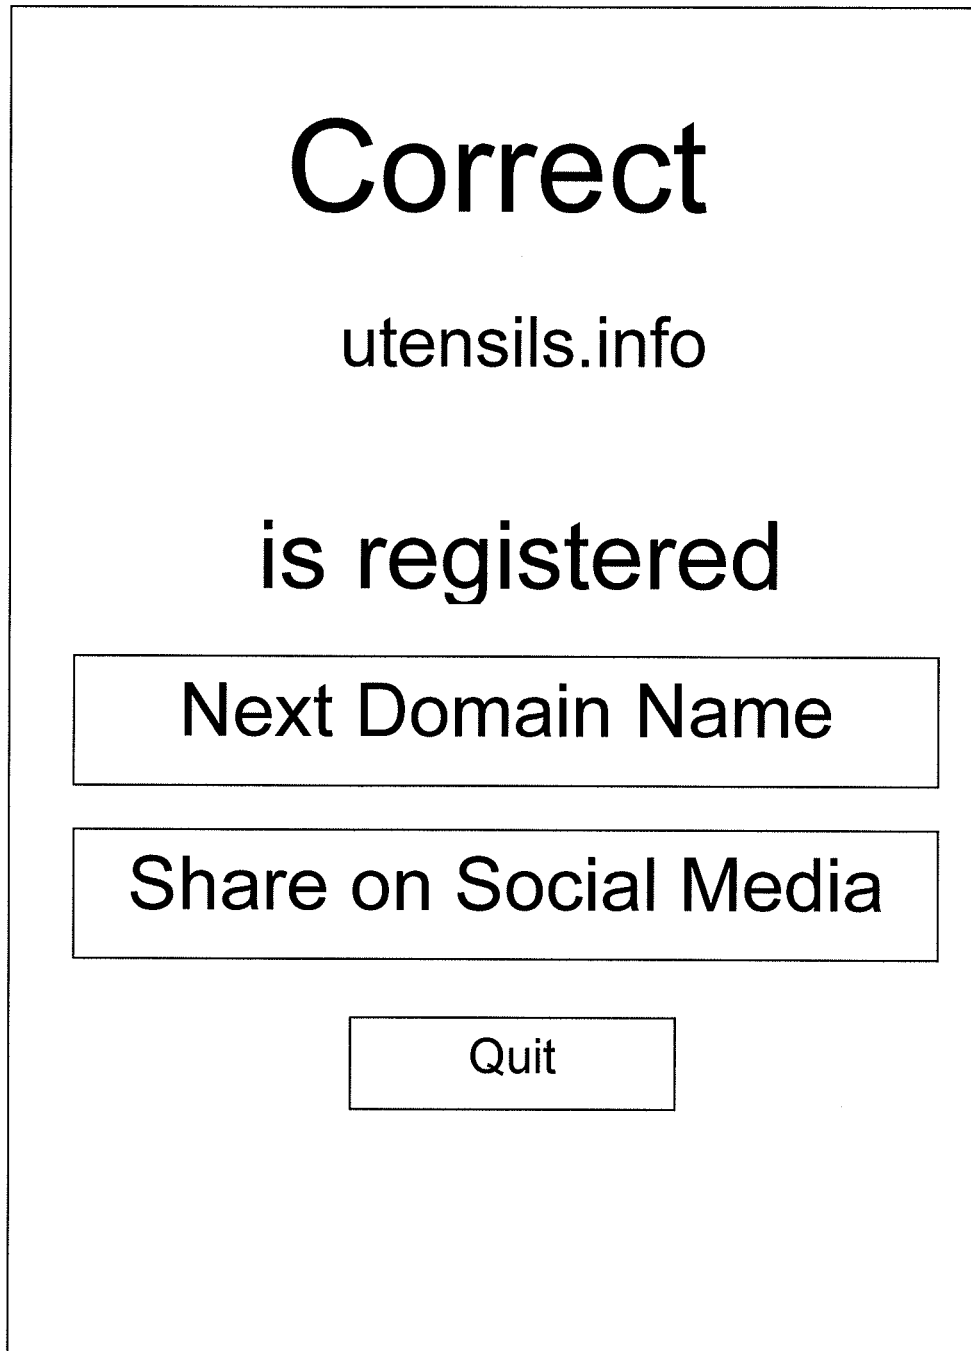 Correct
utensils.info
is registered
Next Domain Name
Share on Social Media
Quit